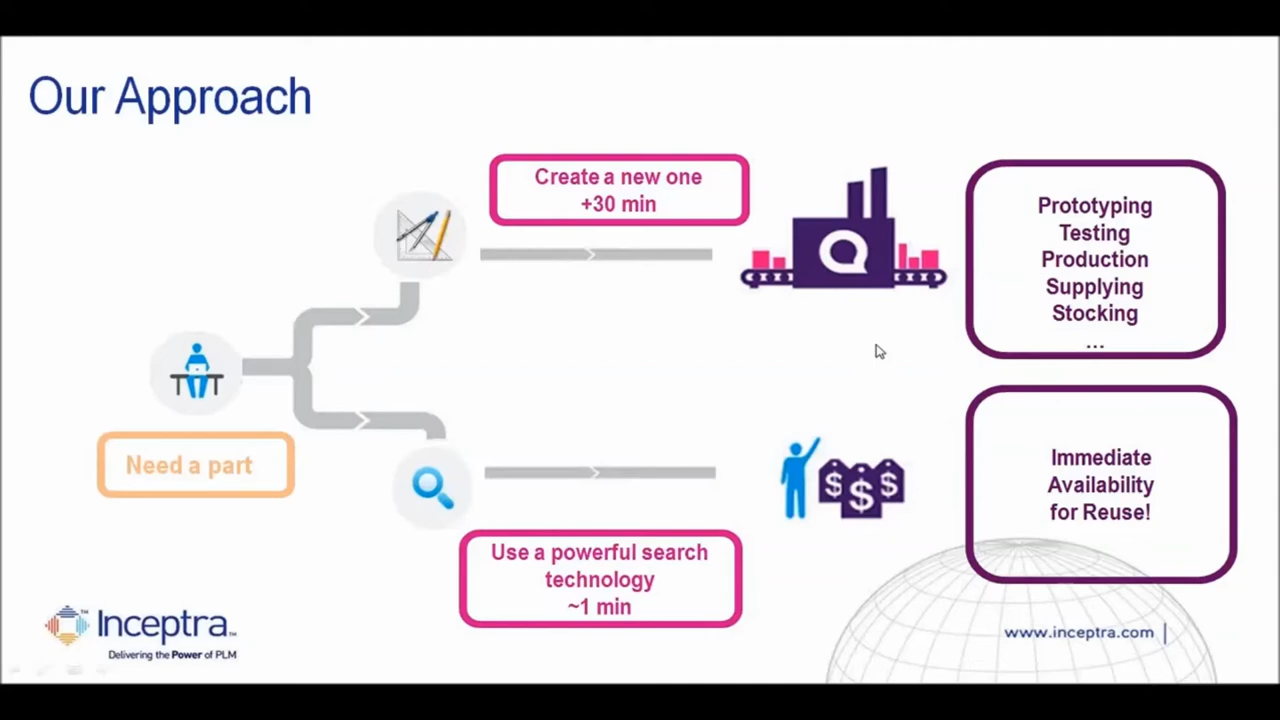 Our Approach
Create a new one
+30 min
Prototyping
Testing
Production
Supplying
Stocking
...
Need a part
$ $ $
Immediate
Availability
for Reuse!
Use a powerful search
technology
~1 min
Inceptra™
Delivering the Power of PLM
www.inceptra.com |